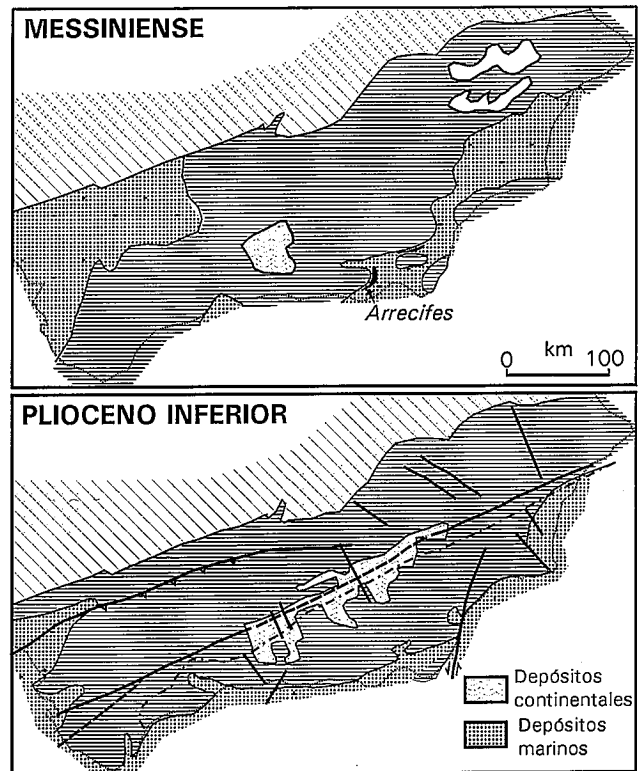 MESSINIENSE
Arrecifes
0 km 100
PLIOCENO INFERIOR
Depósitos
continentales
Depósitos
marinos